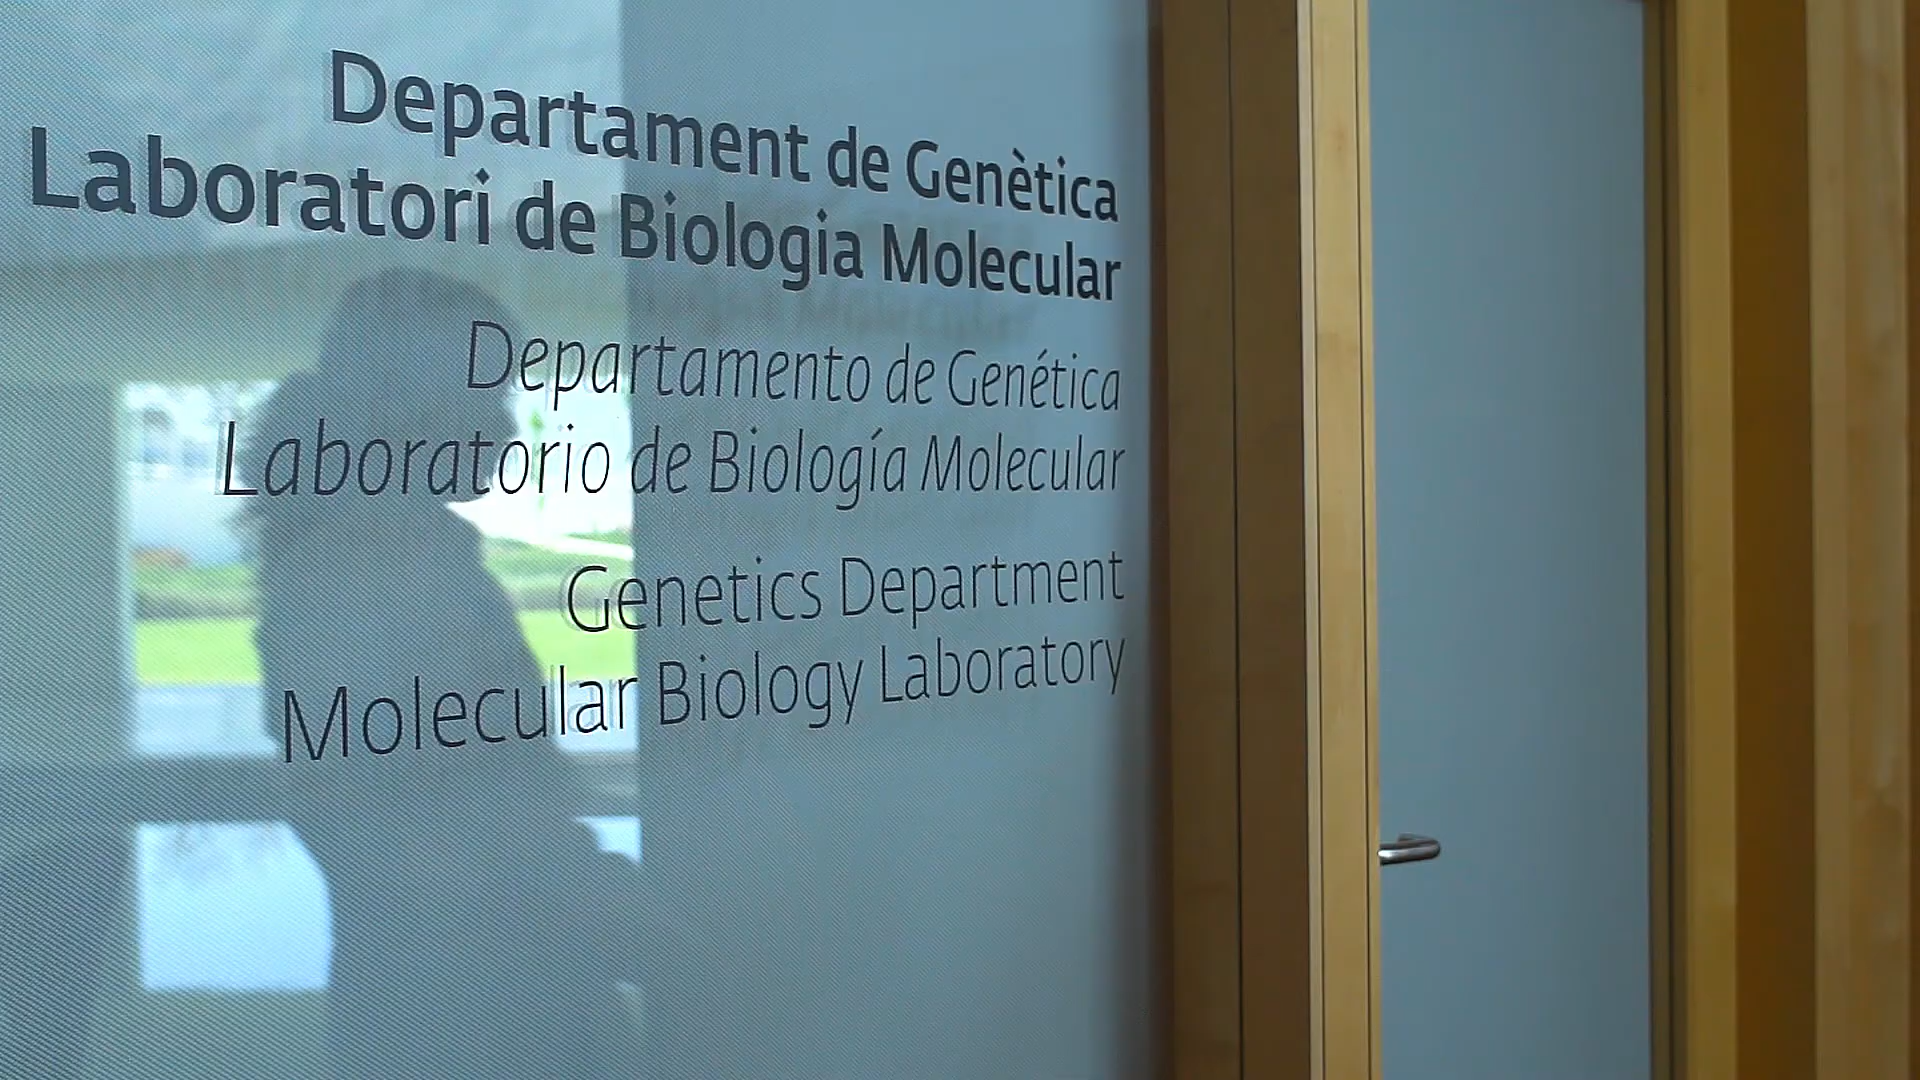 Departament de Genètica
Laboratori de Biologia Molecular
Departamento de Genética
Laboratorio de Biología Molecular
Genetics Department
Molecular Biology Laboratory